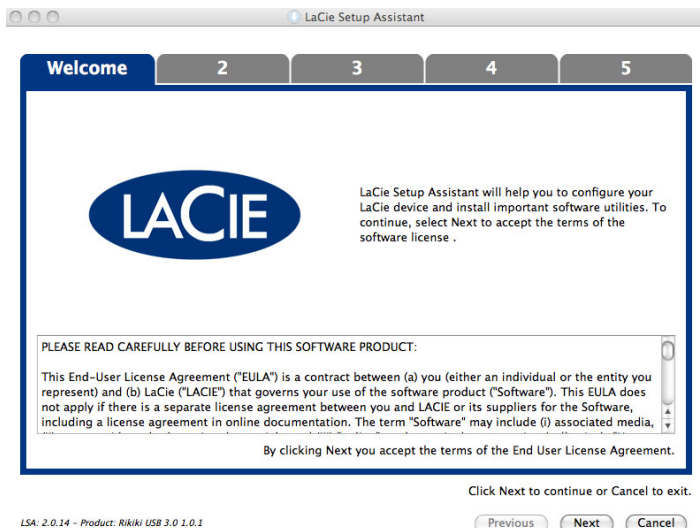 LaCie Setup Assistant
Welcome 2 3 4 5
LACIE
LaCie Setup Assistant will help you to configure your
LaCie device and install important software utilities. To
continue, select Next to accept the terms of the
software license .
PLEASE READ CAREFULLY BEFORE USING THIS SOFTWARE PRODUCT:
This End-User License Agreement ("EULA") is a contract between (a) you (either an individual or the entity you
represent) and (b) LaCie ("LACIE") that governs your use of the software product ("Software"). This EULA does
not apply if there is a separate license agreement between you and LACIE or its suppliers for the Software,
including a license agreement in online documentation. The term "Software" may include (i) associated media,
By clicking Next you accept the terms of the End User License Agreement.
Click Next to continue or Cancel to exit.
LSA: 2.0.14 – Product: Rikiki USB 3.0 1.0.1
Previous Next Cancel